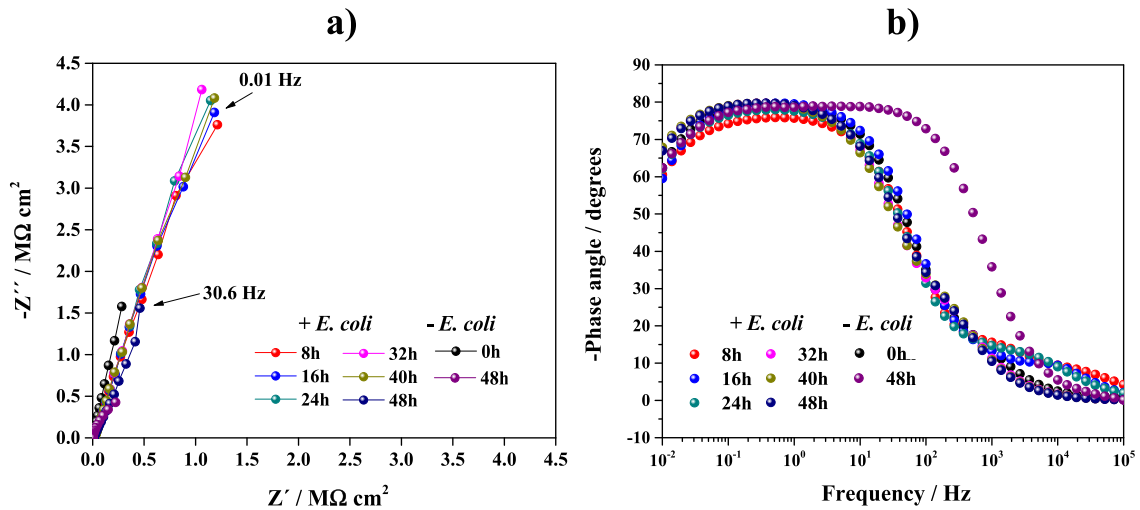 a)
4.5
4.0
3.5
3.0
2.5
2.0
1.5
1.0
0.5
0.0
-Z´´ / MΩ cm²
0.01 Hz
30.6 Hz
+ E. coli - E. coli
8h 32h 0h
16h 40h 48h
24h 48h
0.0 0.5 1.0 1.5 2.0 2.5 3.0 3.5 4.0 4.5
Z´ / MΩ cm²
b)
90
80
70
60
50
40
30
20
10
0
-10
-Phase angle / degrees
+ E. coli - E. coli
8h 32h 0h
16h 40h 48h
24h 48h
10⁻² 10⁻¹ 10⁰ 10¹ 10² 10³ 10⁴ 10⁵
Frequency / Hz